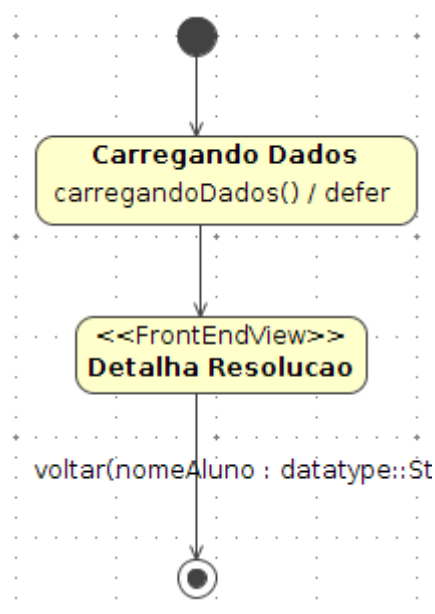 Carregando Dados
carregandoDados() / defer
<<FrontEndView>>
Detalha Resolucao
voltar(nomeAluno : datatype::St